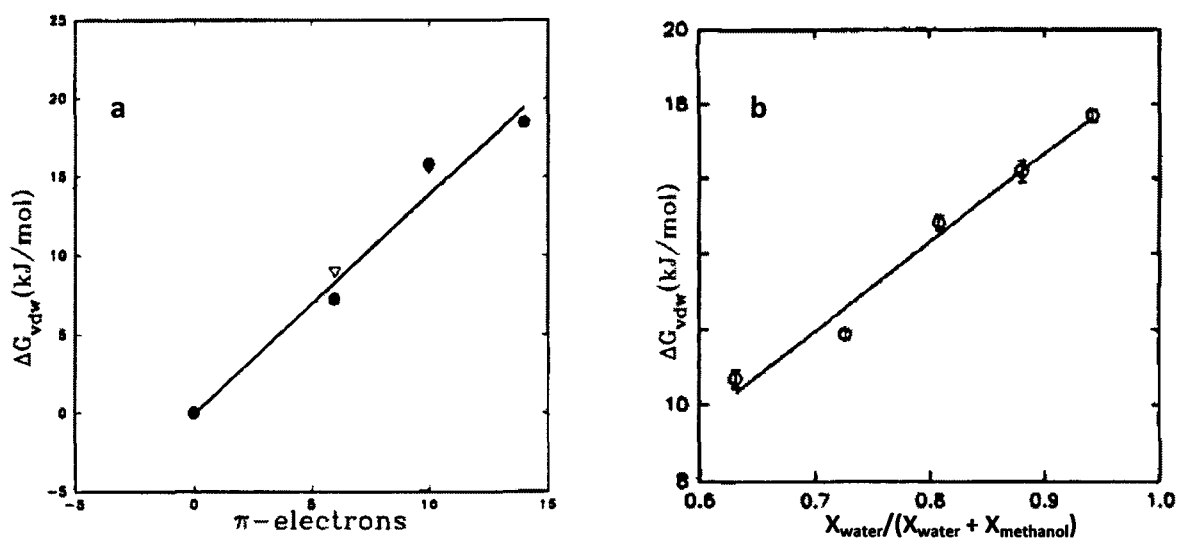 a
25
20
15
10
5
0
−5
ΔG_vdw(kJ/mol)
−5 0 5 10 15
π-electrons
b
20
18
10
8
ΔG_vdw(kJ/mol)
0.6 0.7 0.8 0.9 1.0
X_water/(X_water + X_methanol)